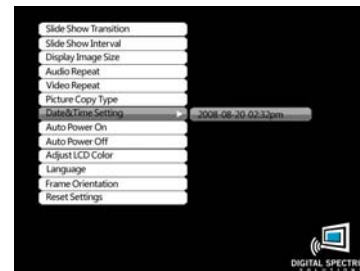 Slide Show Transition
Slide Show Interval
Display Image Size
Audio Repeat
Video Repeat
Picture Copy Type
Date&Time Setting 2008-08-20 02:32pm
Auto Power On
Auto Power Off
Adjust LCD Color
Language
Frame Orientation
Reset Settings
DIGITAL SPECTRU
SOLUTION